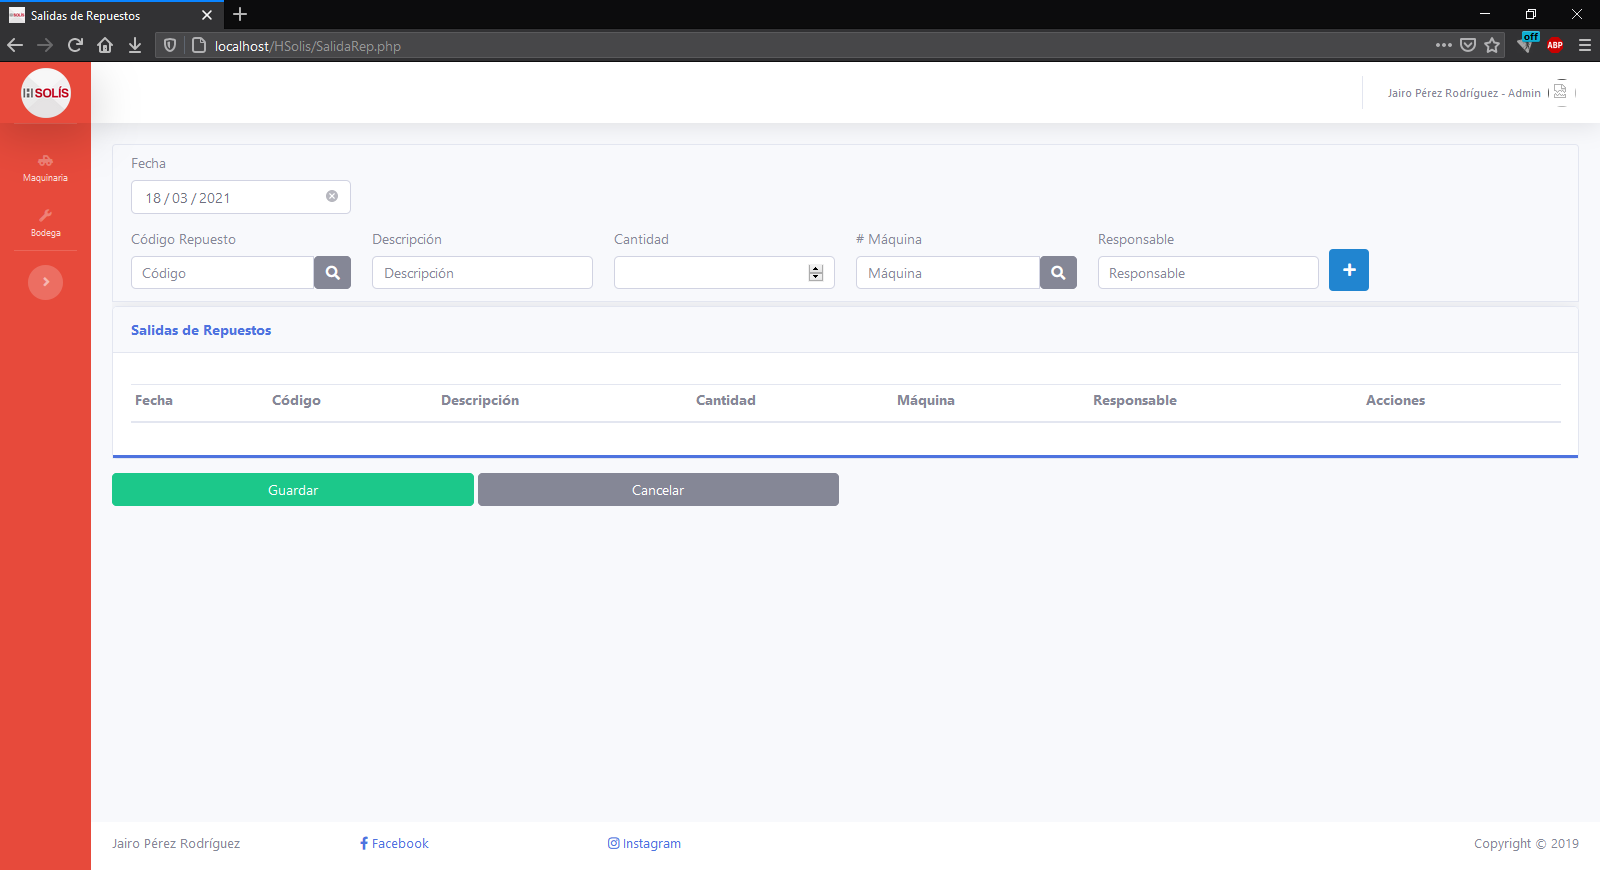 Salidas de Repuestos
localhost/HSolis/SalidaRep.php
off
ABP
H SOLÍS
Jairo Pérez Rodríguez - Admin
Maquinaria
Bodega
Fecha
18 / 03 / 2021
Código Repuesto Descripción Cantidad # Máquina Responsable
Código Descripción Máquina Responsable
Salidas de Repuestos
Fecha Código Descripción Cantidad Máquina Responsable Acciones
Guardar Cancelar
Jairo Pérez Rodríguez Facebook Instagram Copyright © 2019